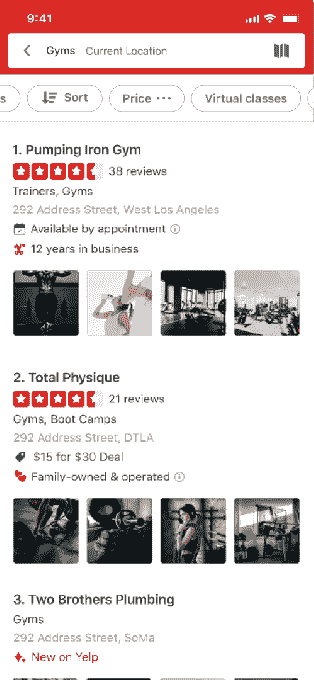 9:41
Gyms Current Location
s
Sort
Price
Virtual classes
1. Pumping Iron Gym
38 reviews
Trainers, Gyms
292 Address Street, West Los Angeles
Available by appointment
12 years in business
2. Total Physique
21 reviews
Gyms, Boot Camps
292 Address Street, DTLA
$15 for $30 Deal
Family-owned & operated
3. Two Brothers Plumbing
Gyms
292 Address Street, SoMa
New on Yelp